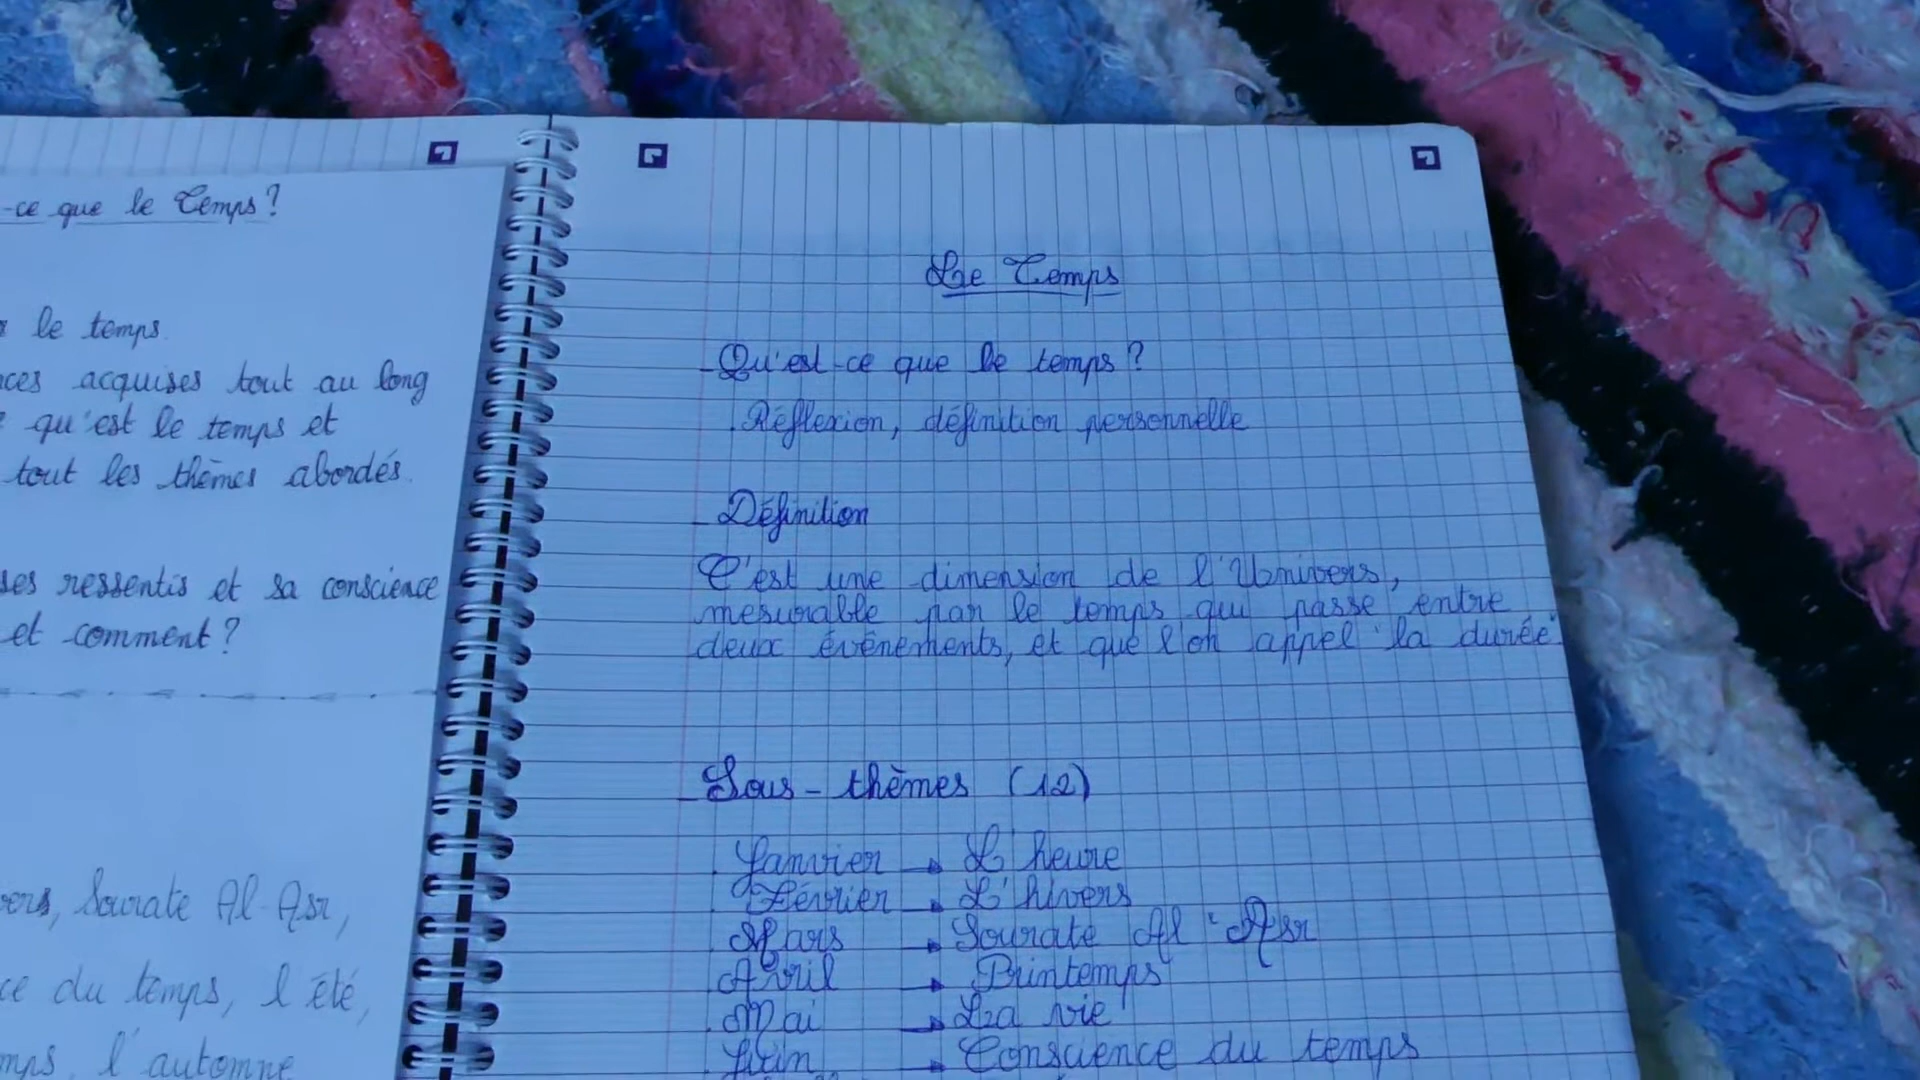 -ce que le Temps?
le temps.
ces acquises tout au long
qu'est le temps et
tout les thèmes abordés.
ses ressentis et sa conscience
et comment?
vers, Sourate Al-Asr,
ce du temps, l'été,
mps, l'automne
Le Temps
- Qu'est-ce que le temps?
Réflexion, définition personnelle
- Définition
C'est une dimension de l'Univers,
mesurable par le temps qui passe entre
deux évènements, et que l'on appel "la durée"
- Sous-thèmes (12)
Janvier → L'heure
Février → L'hivers
Mars → Sourate Al 'Asr
Avril → Printemps
Mai → La vie
Juin → Conscience du temps